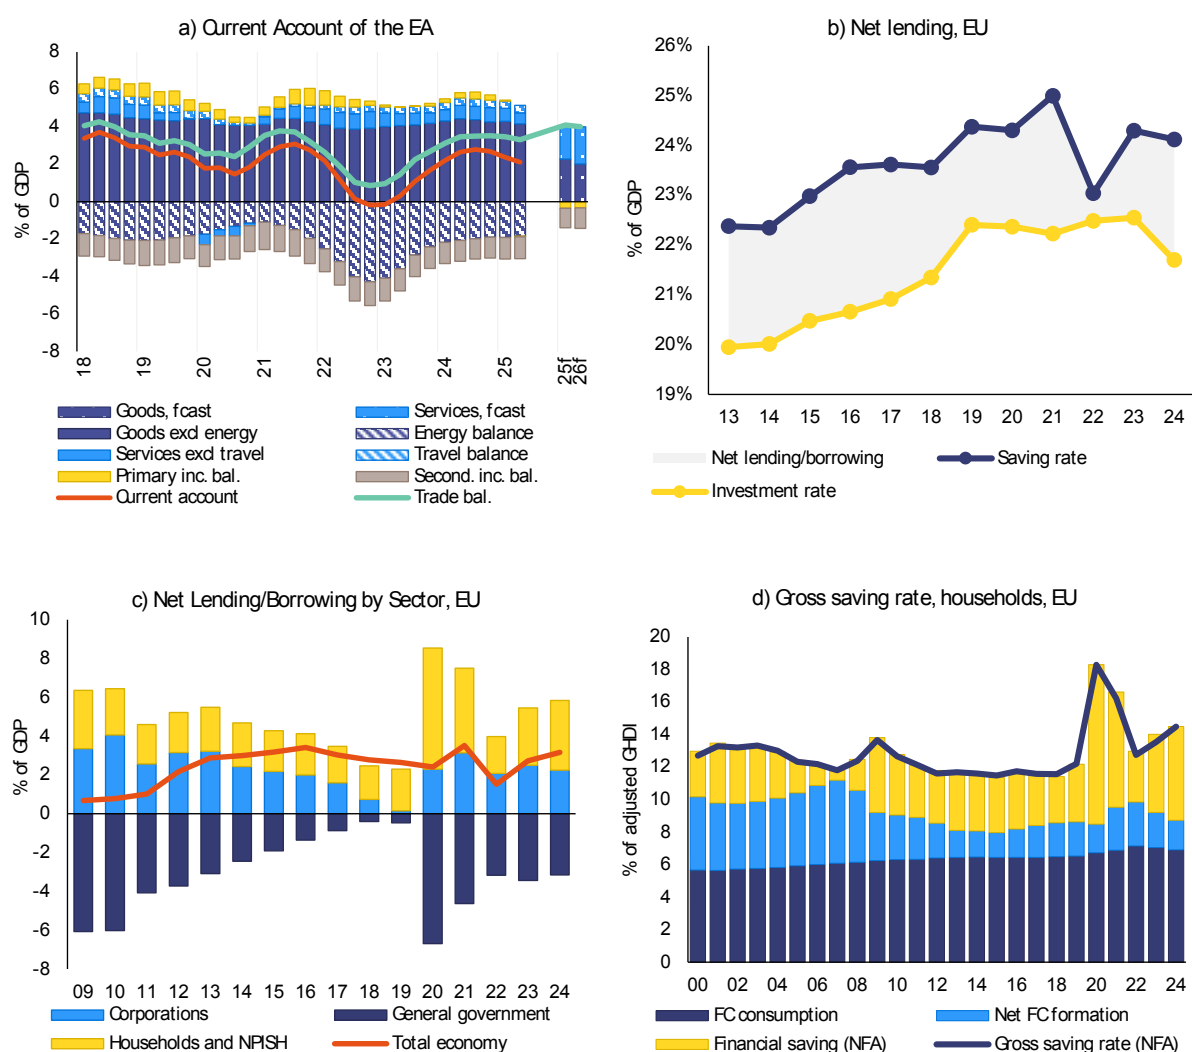 a) Current Account of the EA
8
6
4
2
0
-2
-4
-6
-8
% of GDP
18
19
20
21
22
23
24
25
25f
26f
Goods, fcast
Services, fcast
Goods excl energy
Energy balance
Services excl travel
Travel balance
Primary inc. bal.
Second. inc. bal.
Current account
Trade bal.
b) Net lending, EU
26%
25%
24%
23%
22%
21%
20%
19%
% of GDP
13 14 15 16 17 18 19 20 21 22 23 24
Net lending/borrowing
Saving rate
Investment rate
c) Net Lending/Borrowing by Sector, EU
10
8
6
4
2
0
-2
-4
-6
-8
% of GDP
09 10 11 12 13 14 15 16 17 18 19 20 21 22 23 24
Corporations
General government
Households and NPISH
Total economy
d) Gross saving rate, households, EU
20
18
16
14
12
10
8
6
4
2
0
% of adjusted GHDI
00 02 04 06 08 10 12 14 16 18 20 22 24
FC consumption
Net FC formation
Financial saving (NFA)
Gross saving rate (NFA)